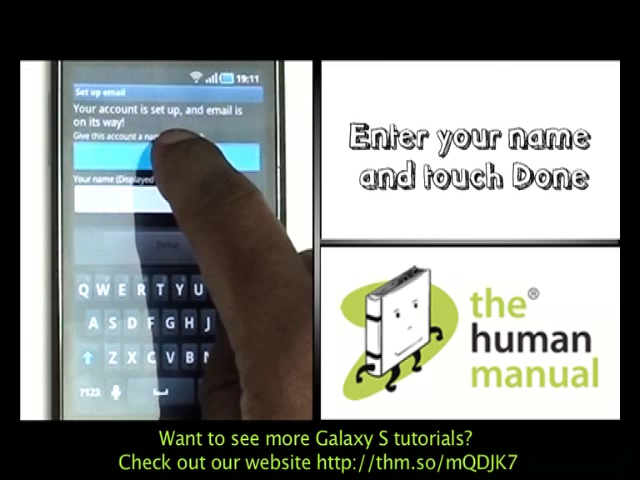 19:11
Set up email
Your account is set up, and email is
on its way!
Give this account a
Your name (Displayed
Done
Q W E R T Y U
A S D F G H J
Z X C V B N
?123
Enter your name
and touch Done
the®
human
manual
Want to see more Galaxy S tutorials?
Check out our website http://thm.so/mQDJK7